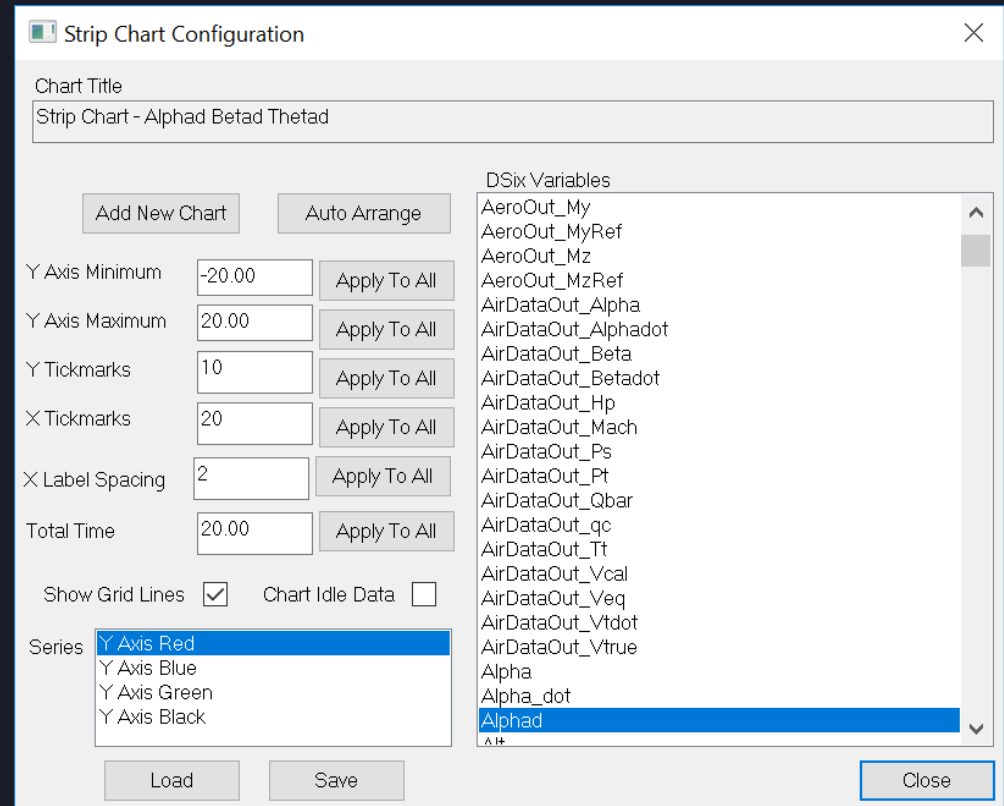 Strip Chart Configuration
Chart Title
Strip Chart - Alphad Betad Thetad
Add New Chart
Auto Arrange
Y Axis Minimum
-20.00
Apply To All
Y Axis Maximum
20.00
Apply To All
Y Tickmarks
10
Apply To All
X Tickmarks
20
Apply To All
X Label Spacing
2
Apply To All
Total Time
20.00
Apply To All
Show Grid Lines
Chart Idle Data
Series
Y Axis Red
Y Axis Blue
Y Axis Green
Y Axis Black
Load
Save
DSix Variables
AeroOut_My
AeroOut_MyRef
AeroOut_Mz
AeroOut_MzRef
AirDataOut_Alpha
AirDataOut_Alphadot
AirDataOut_Beta
AirDataOut_Betadot
AirDataOut_Hp
AirDataOut_Mach
AirDataOut_Ps
AirDataOut_Pt
AirDataOut_Qbar
AirDataOut_qc
AirDataOut_Tt
AirDataOut_Vcal
AirDataOut_Veq
AirDataOut_Vtdot
AirDataOut_Vtrue
Alpha
Alpha_dot
Alphad
Close